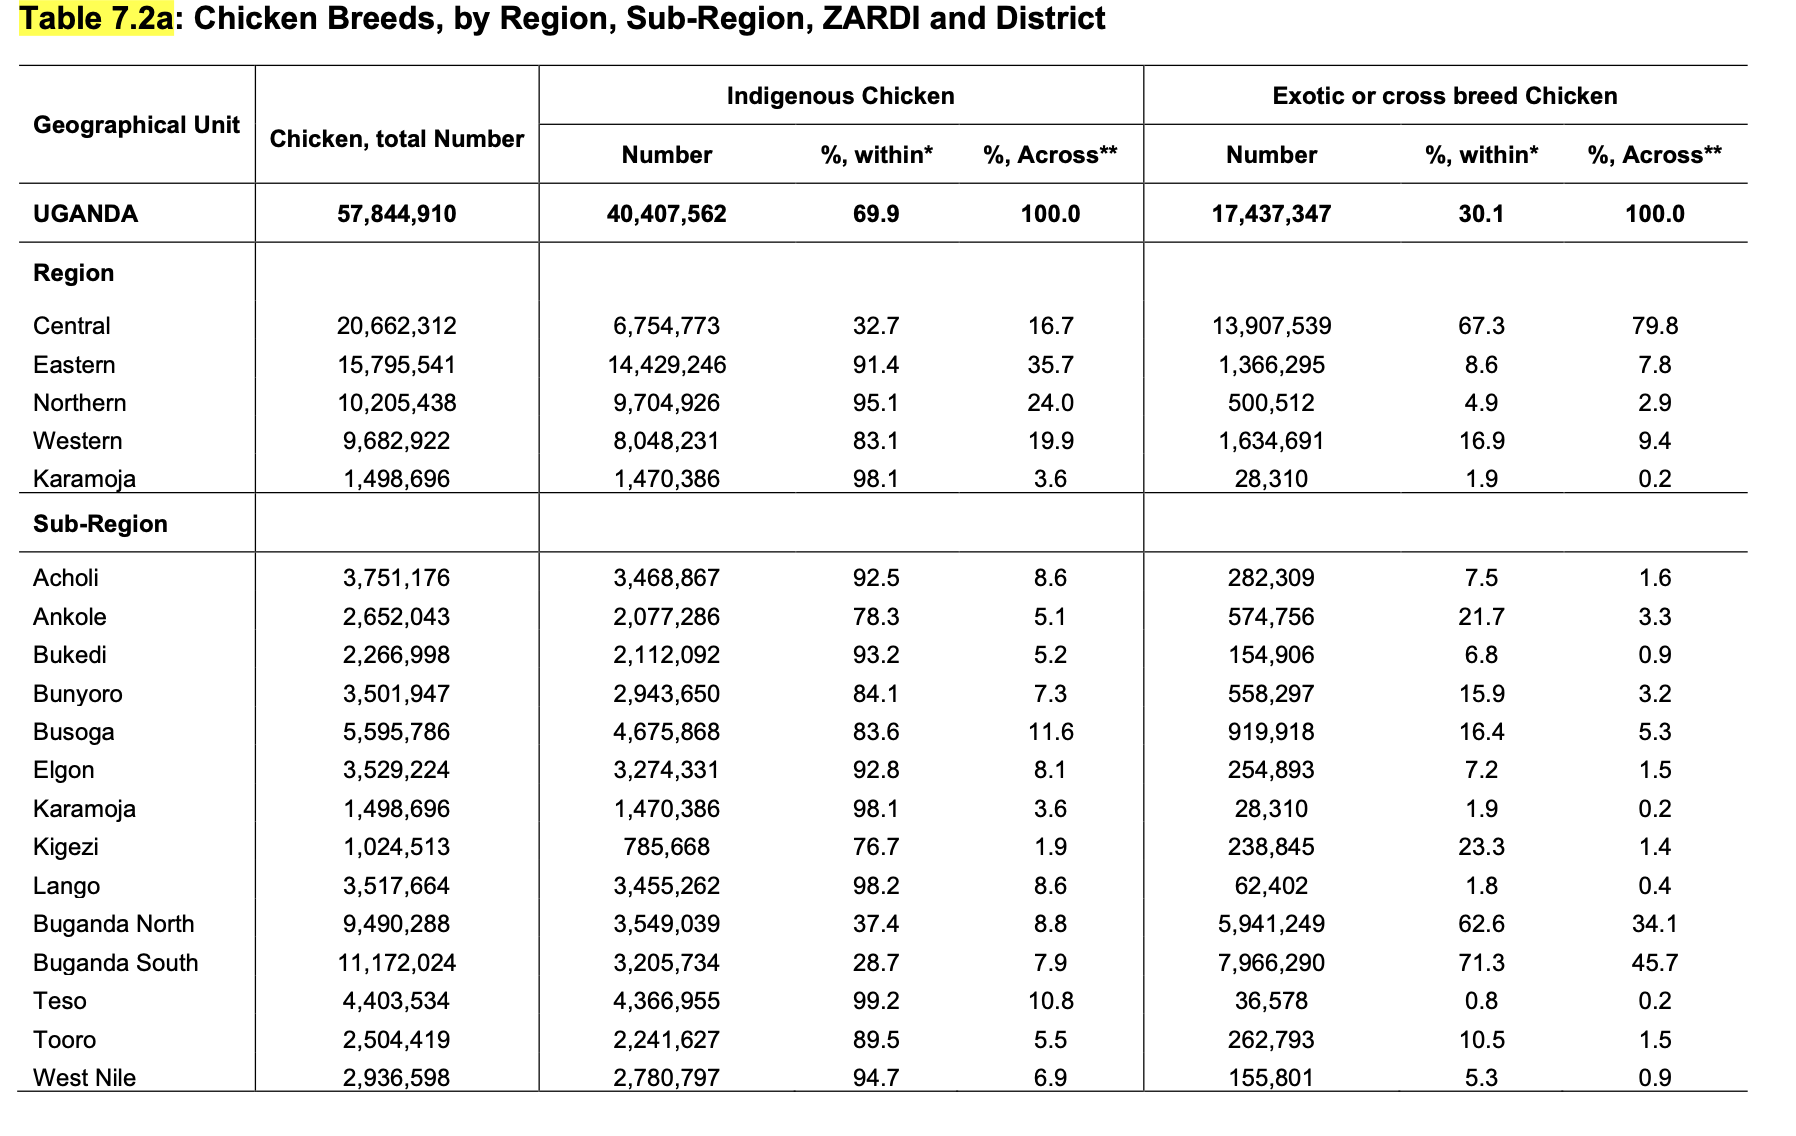 Table 7.2a: Chicken Breeds, by Region, Sub-Region, ZARDI and District
Geographical Unit Chicken, total Number Indigenous Chicken Exotic or cross breed Chicken
Number %, within* %, Across** Number %, within* %, Across**
UGANDA 57,844,910 40,407,562 69.9 100.0 17,437,347 30.1 100.0
Region
Central 20,662,312 6,754,773 32.7 16.7 13,907,539 67.3 79.8
Eastern 15,795,541 14,429,246 91.4 35.7 1,366,295 8.6 7.8
Northern 10,205,438 9,704,926 95.1 24.0 500,512 4.9 2.9
Western 9,682,922 8,048,231 83.1 19.9 1,634,691 16.9 9.4
Karamoja 1,498,696 1,470,386 98.1 3.6 28,310 1.9 0.2
Sub-Region
Acholi 3,751,176 3,468,867 92.5 8.6 282,309 7.5 1.6
Ankole 2,652,043 2,077,286 78.3 5.1 574,756 21.7 3.3
Bukedi 2,266,998 2,112,092 93.2 5.2 154,906 6.8 0.9
Bunyoro 3,501,947 2,943,650 84.1 7.3 558,297 15.9 3.2
Busoga 5,595,786 4,675,868 83.6 11.6 919,918 16.4 5.3
Elgon 3,529,224 3,274,331 92.8 8.1 254,893 7.2 1.5
Karamoja 1,498,696 1,470,386 98.1 3.6 28,310 1.9 0.2
Kigezi 1,024,513 785,668 76.7 1.9 238,845 23.3 1.4
Lango 3,517,664 3,455,262 98.2 8.6 62,402 1.8 0.4
Buganda North 9,490,288 3,549,039 37.4 8.8 5,941,249 62.6 34.1
Buganda South 11,172,024 3,205,734 28.7 7.9 7,966,290 71.3 45.7
Teso 4,403,534 4,366,955 99.2 10.8 36,578 0.8 0.2
Tooro 2,504,419 2,241,627 89.5 5.5 262,793 10.5 1.5
West Nile 2,936,598 2,780,797 94.7 6.9 155,801 5.3 0.9